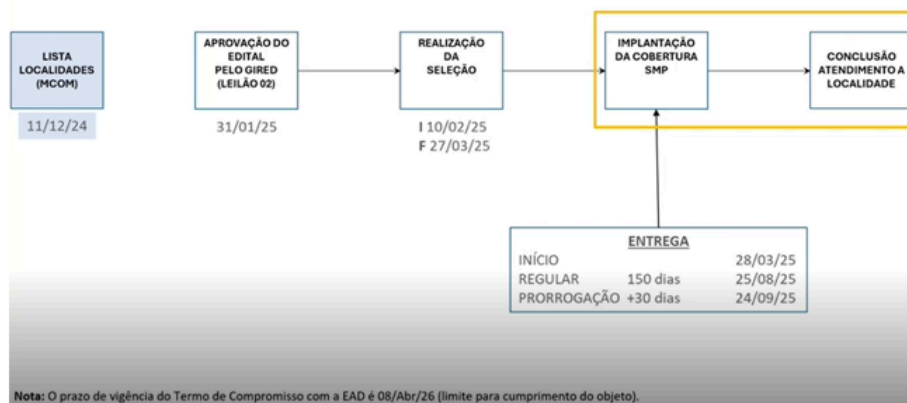 LISTA
LOCALIDADES
(MCOM)
11/12/24
APROVAÇÃO DO
EDITAL
PELO GIRED
(LEILÃO 02)
31/01/25
REALIZAÇÃO
DA
SELEÇÃO
I 10/02/25
F 27/03/25
IMPLANTAÇÃO
DA COBERTURA
SMP
CONCLUSÃO
ATENDIMENTO A
LOCALIDADE
ENTREGA
INÍCIO 28/03/25
REGULAR 150 dias 25/08/25
PRORROGAÇÃO +30 dias 24/09/25
Nota: O prazo de vigência do Termo de Compromisso com a EAD é 08/Abr/26 (limite para cumprimento do objeto).